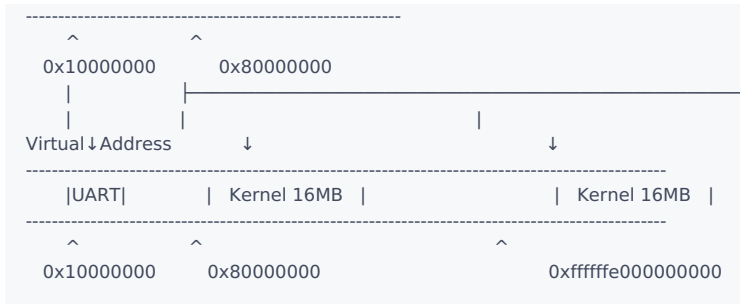 ---------------------------------------------------------
^ ^
0x10000000 0x80000000
| ├───────────────────────────────────────────
| | |
Virtual↓Address ↓ ↓
-----------------------------------------------------------------------------------------------
|UART| | Kernel 16MB | | Kernel 16MB |
-----------------------------------------------------------------------------------------------
^ ^ ^
0x10000000 0x80000000 0xffffffe000000000